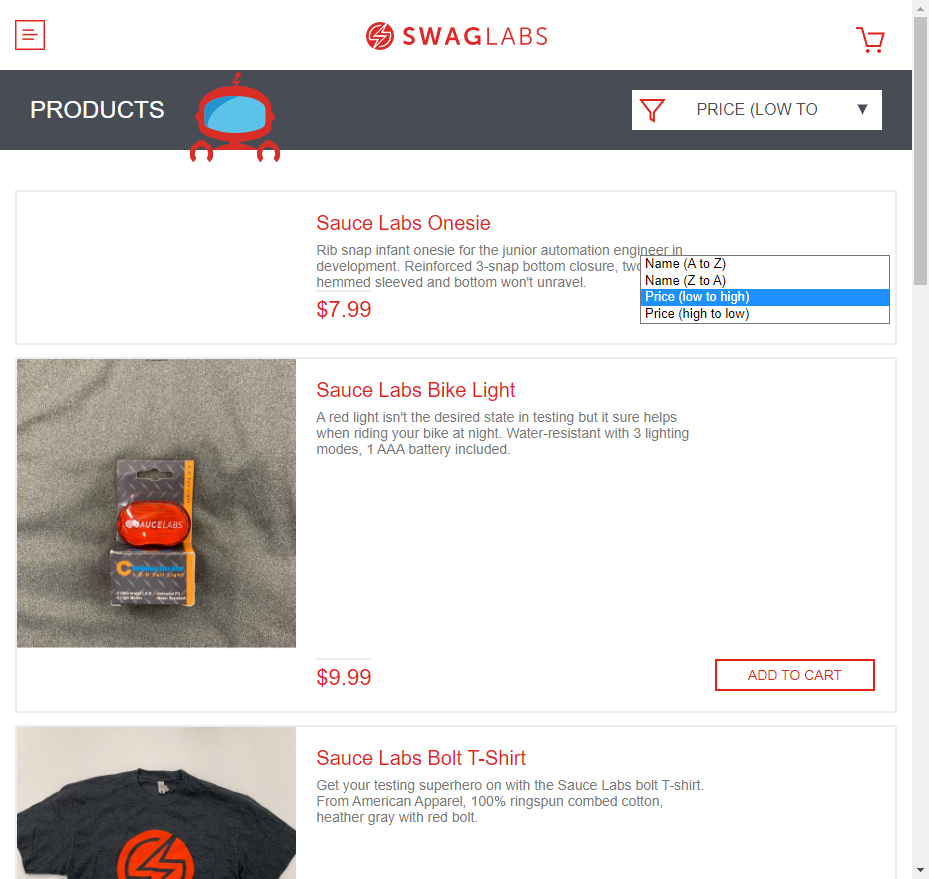 SWAGLABS
PRODUCTS
PRICE (LOW TO
Sauce Labs Onesie
Rib snap infant onesie for the junior automation engineer in
development. Reinforced 3-snap bottom closure, two
hemmed sleeved and bottom won't unravel.
$7.99
Name (A to Z)
Name (Z to A)
Price (low to high)
Price (high to low)
Sauce Labs Bike Light
A red light isn't the desired state in testing but it sure helps
when riding your bike at night. Water-resistant with 3 lighting
modes, 1 AAA battery included.
SAUCELABS
L.E.D Tail Light
$9.99
ADD TO CART
Sauce Labs Bolt T-Shirt
Get your testing superhero on with the Sauce Labs bolt T-shirt.
From American Apparel, 100% ringspun combed cotton,
heather gray with red bolt.